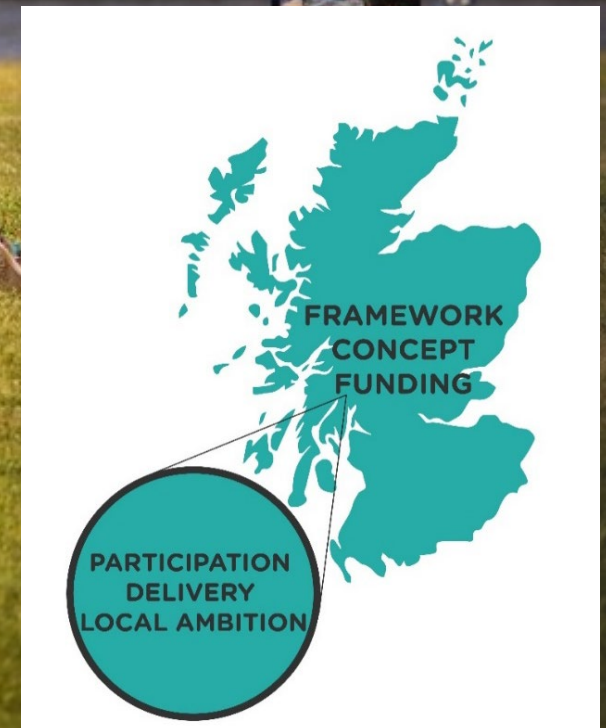 FRAMEWORK
CONCEPT
FUNDING
PARTICIPATION
DELIVERY
LOCAL AMBITION